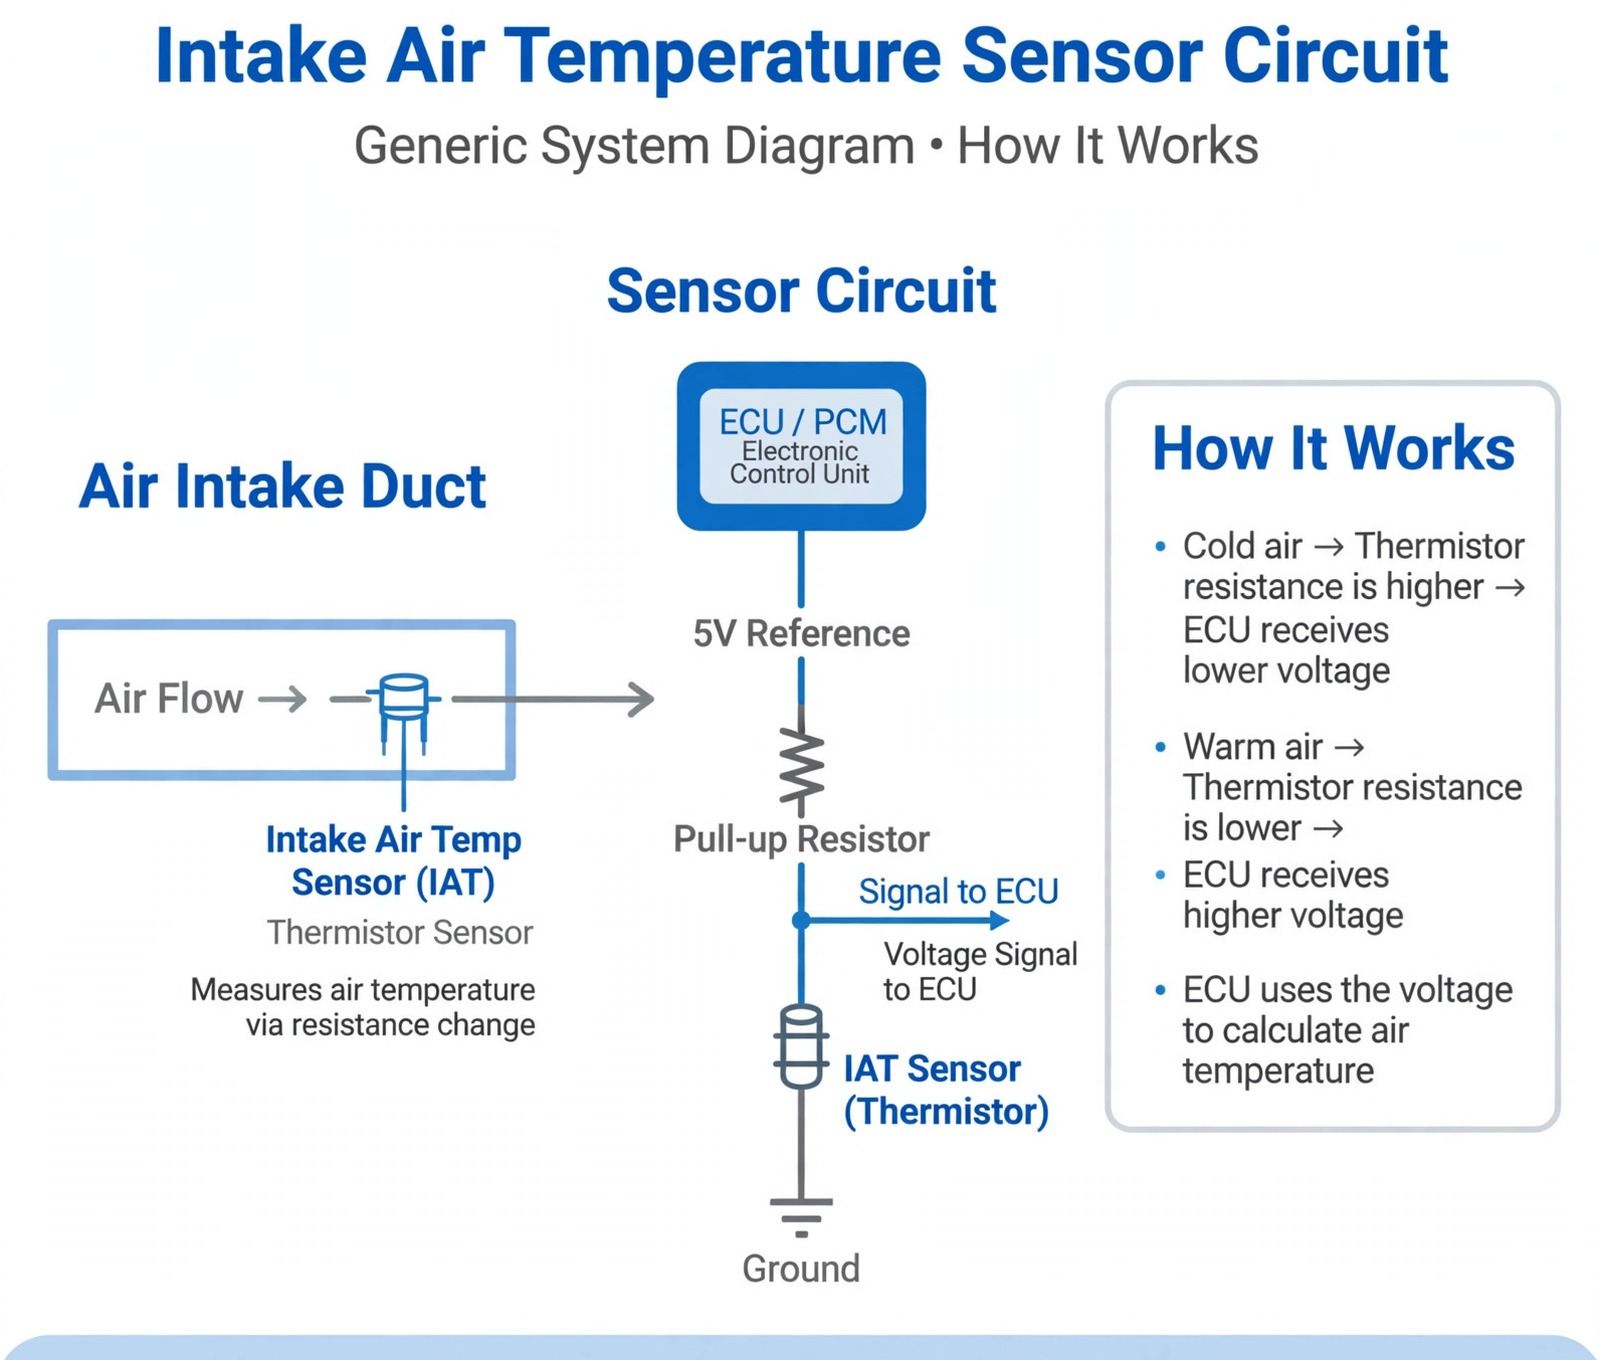 Intake Air Temperature Sensor Circuit
Generic System Diagram • How It Works
Sensor Circuit
ECU / PCM
Electronic
Control Unit
Air Intake Duct
Air Flow →
Intake Air Temp
Sensor (IAT)
Thermistor Sensor
Measures air temperature
via resistance change
5V Reference
Pull-up Resistor
Signal to ECU
Voltage Signal
to ECU
IAT Sensor
(Thermistor)
Ground
How It Works
• Cold air → Thermistor
resistance is higher →
ECU receives
lower voltage
• Warm air →
Thermistor resistance
is lower →
• ECU receives
higher voltage
• ECU uses the voltage
to calculate air
temperature